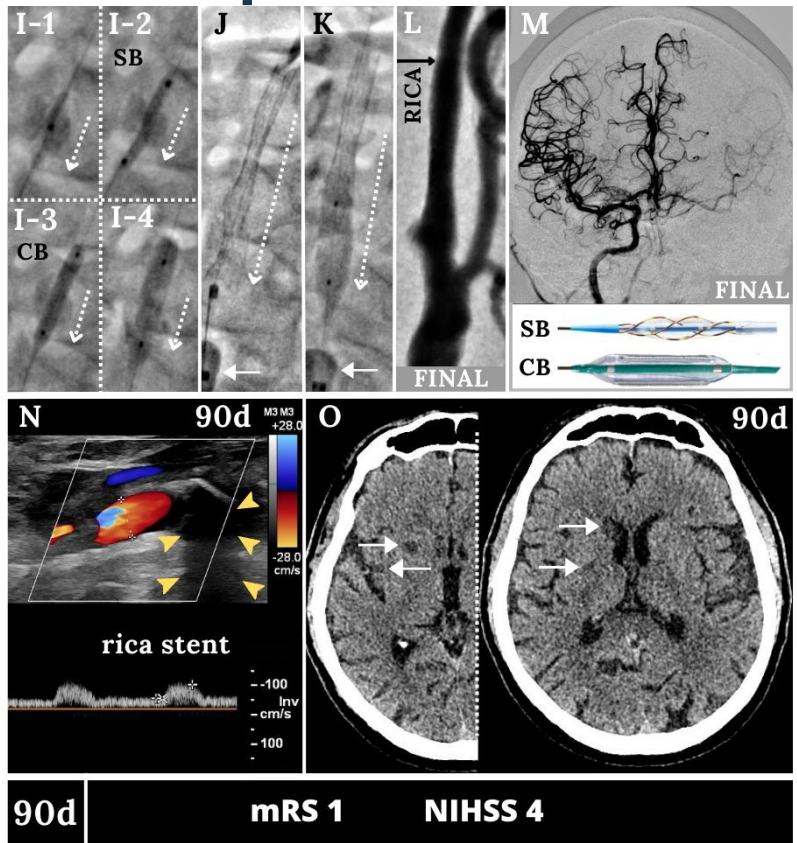 I-1
I-2
SB
I-3
CB
I-4
J
K
L
RICA
FINAL
M
FINAL
SB
CB
N
90d
M3 M3
+28.0
-28.0
cm/s
rica stent
-100
Inv
cm/s
100
O
90d
90d
mRS 1
NIHSS 4